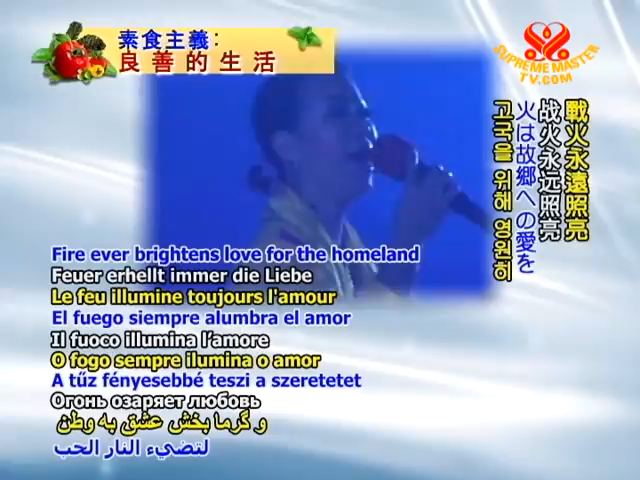 素食主義:
良善的生活
SUPREME MASTER
TV.COM
戰火永遠照亮
战火永远照亮
火は故郷への愛を
고국을 위해 영원히
Fire ever brightens love for the homeland
Feuer erhellt immer die Liebe
Le feu illumine toujours l'amour
El fuego siempre alumbra el amor
Il fuoco illumina l'amore
O fogo sempre ilumina o amor
A tűz fényesebbé teszi a szeretetet
Огонь озаряет любовь
و گرما بخش عشق به وطن
لتضيء النار الحب